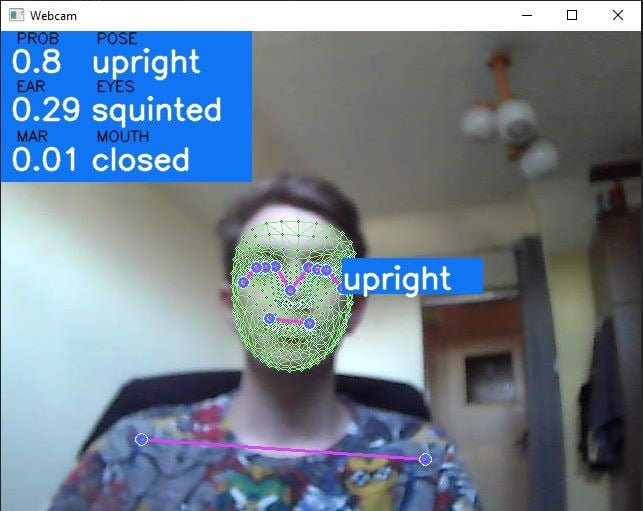 Webcam
PROB POSE
0.8 upright
EAR EYES
0.29 squinted
MAR MOUTH
0.01 closed
upright